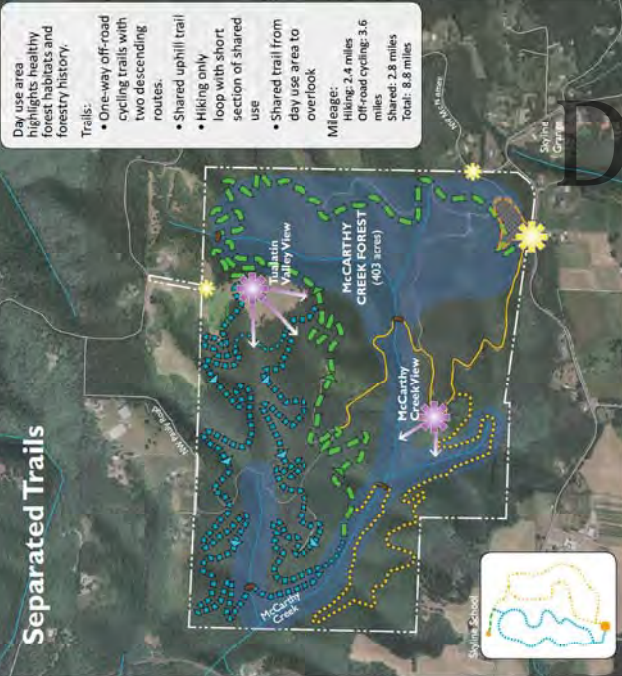 Separated Trails
Day use area
highlights healthy
forest habitats and
forestry history.
Trails:
• One-way off-road
cycling trails with
two descending
routes.
• Shared uphill trail
• Hiking only
loop with short
section of shared
use
• Shared trail from
day use area to
overlook
Mileage:
Hiking: 2.4 miles
Off-road cycling: 3.6
miles
Shared: 2.8 miles
Total: 8.8 miles
Tualatin
Valley View
McCARTHY
CREEK FOREST
(403 acres)
McCarthy
Creek View
McCarthy
Creek
Skyline
Grange
Skyline School
D